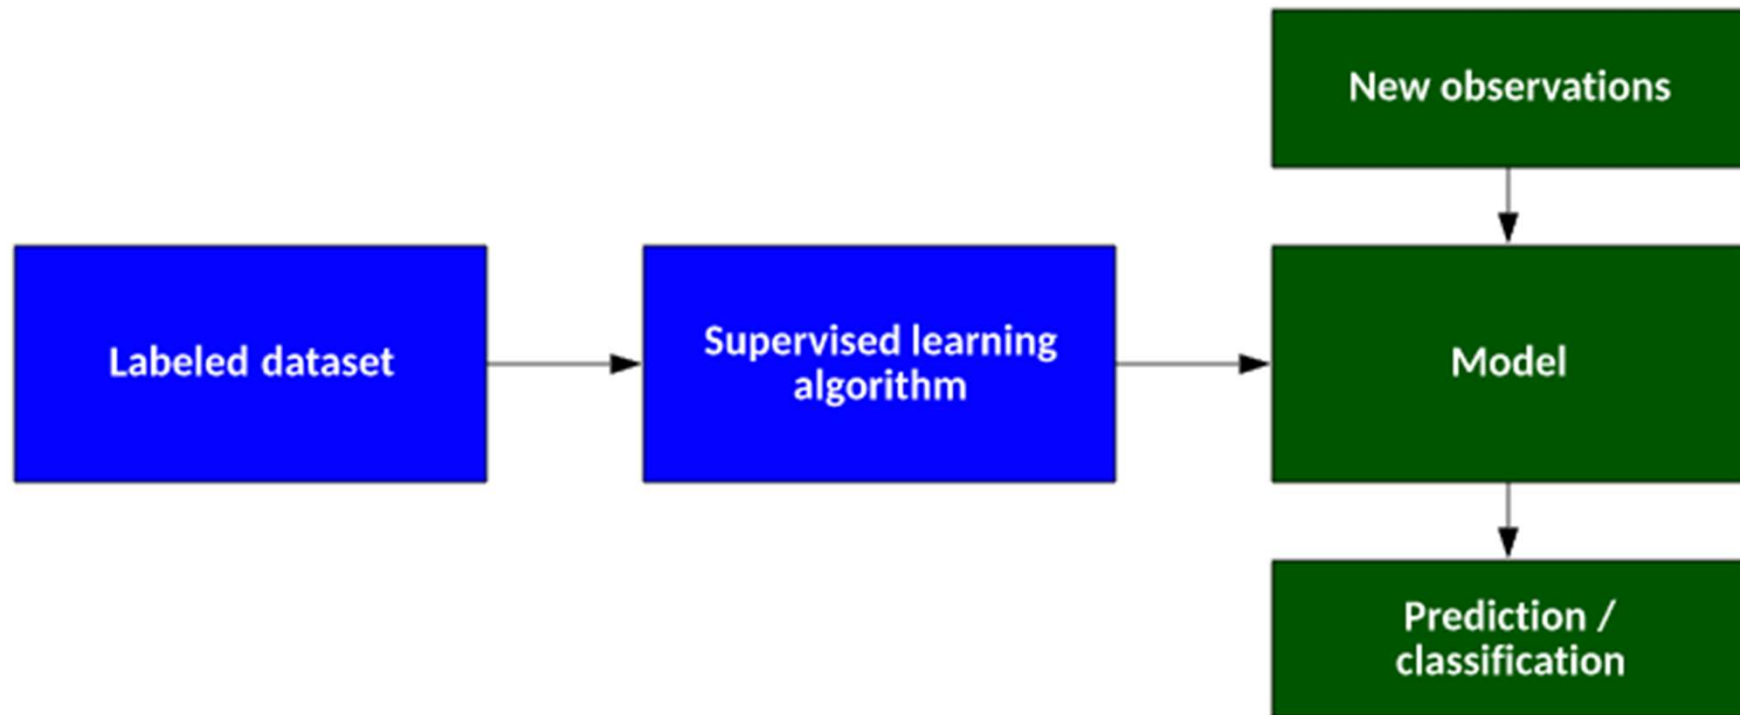 New observations
Labeled dataset
Supervised learning
algorithm
Model
Prediction /
classification